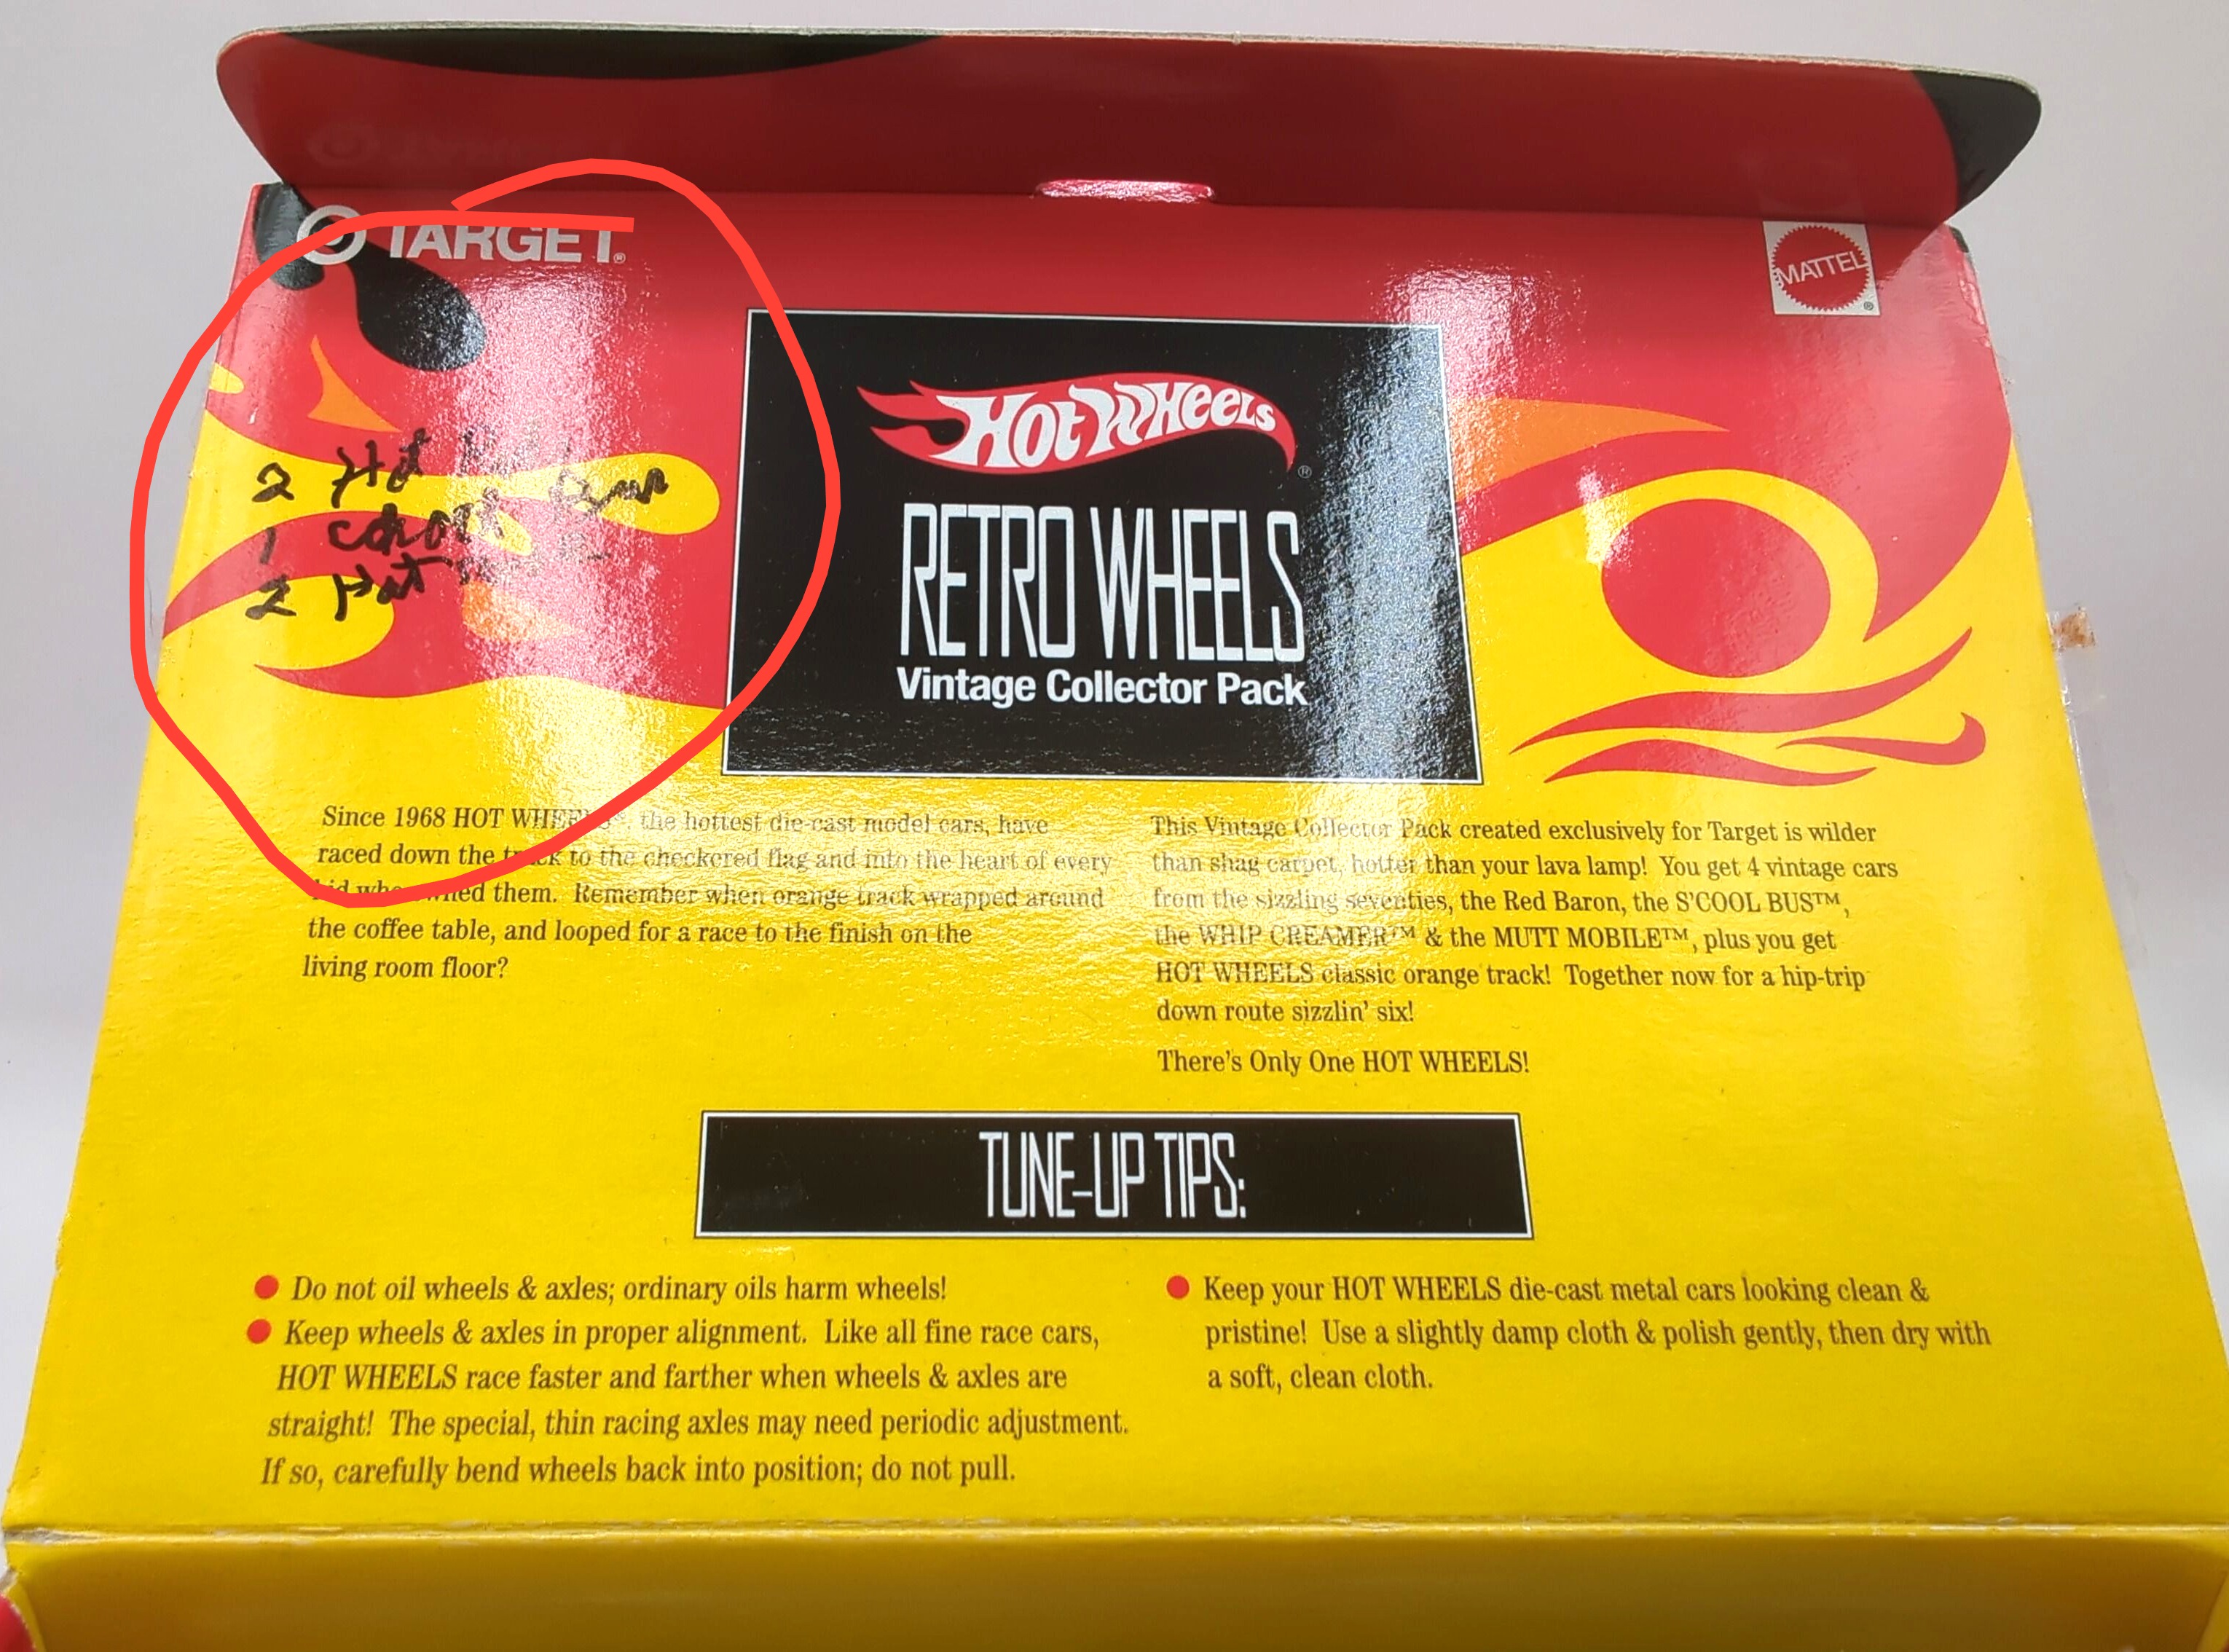 TARGET®
MATTEL®
2 Hot
1
2
HOT WHEELS®
RETRO WHEELS
Vintage Collector Pack
Since 1968 HOT WHEELS®, the hottest die-cast model cars, have
raced down the track to the checkered flag and into the heart of every
kid who owned them. Remember when orange track wrapped around
the coffee table, and looped for a race to the finish on the
living room floor?
This Vintage Collector Pack created exclusively for Target is wilder
than shag carpet, hotter than your lava lamp! You get 4 vintage cars
from the sizzling seventies, the Red Baron, the S'COOL BUS™,
the WHIP CREAMER™ & the MUTT MOBILE™, plus you get
HOT WHEELS classic orange track! Together now for a hip-trip
down route sizzlin' six!
There's Only One HOT WHEELS!
TUNE-UP TIPS:
● Do not oil wheels & axles; ordinary oils harm wheels!
● Keep wheels & axles in proper alignment. Like all fine race cars,
HOT WHEELS race faster and farther when wheels & axles are
straight! The special, thin racing axles may need periodic adjustment.
If so, carefully bend wheels back into position; do not pull.
● Keep your HOT WHEELS die-cast metal cars looking clean &
pristine! Use a slightly damp cloth & polish gently, then dry with
a soft, clean cloth.